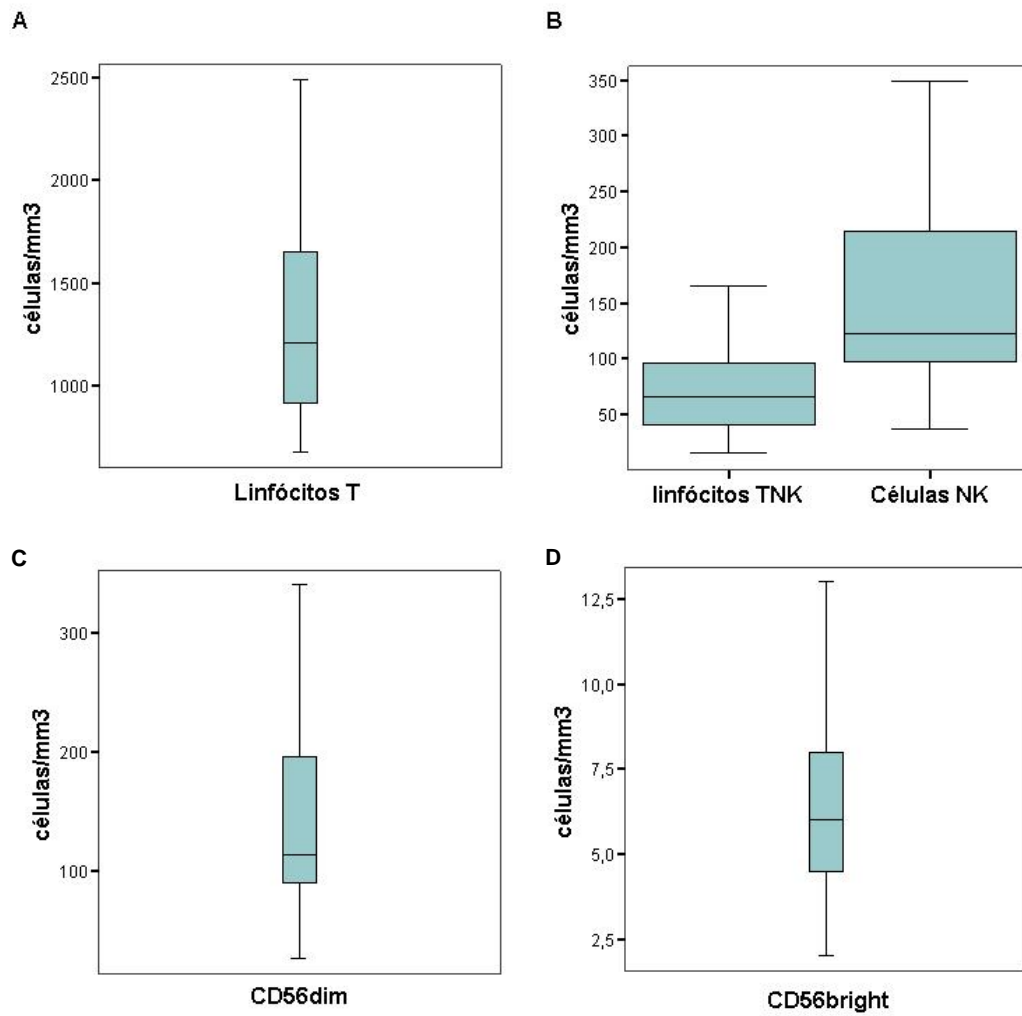 A
2500
2000
1500
1000
células/mm3
Linfócitos T
B
350
300
250
200
150
100
50
células/mm3
linfócitos TNK
Células NK
C
300
200
100
células/mm3
CD56dim
D
12,5
10,0
7,5
5,0
2,5
células/mm3
CD56bright